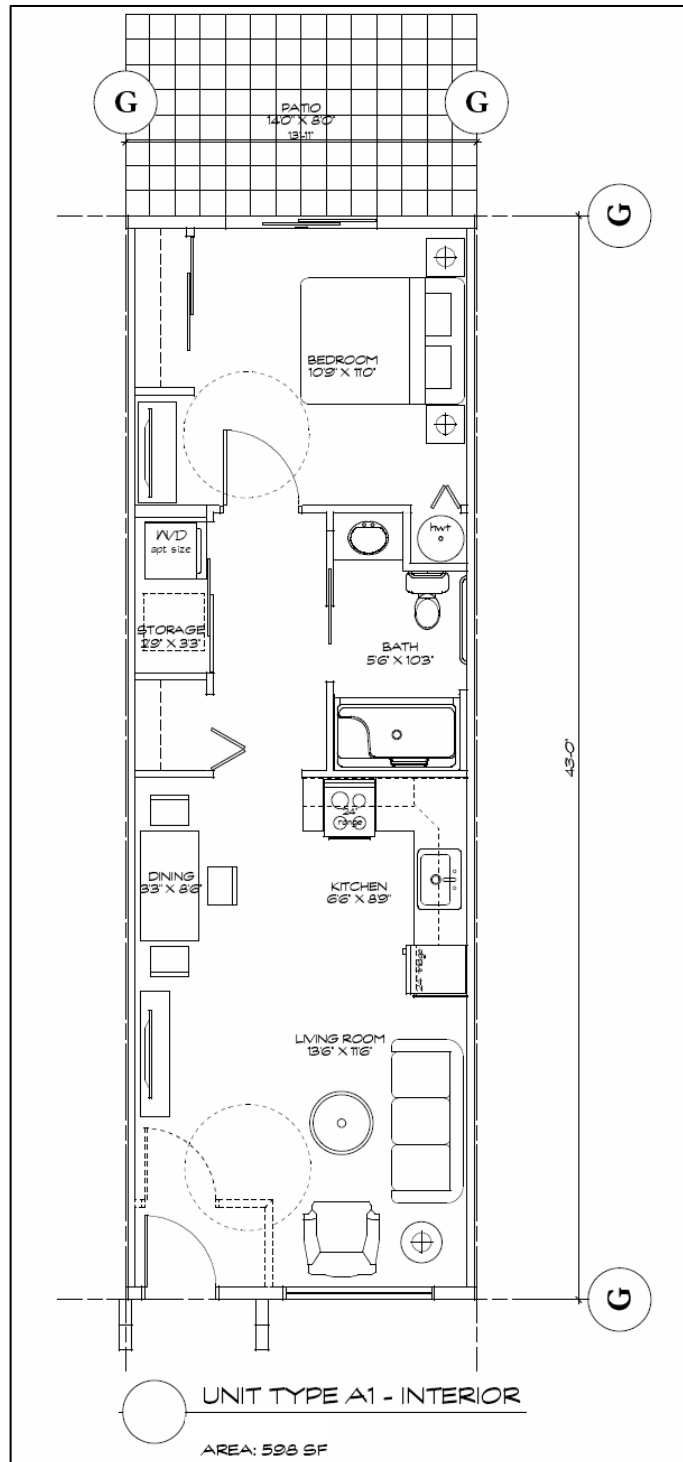 G
G
PATIO
14'0" X 8'0"
13-11"
G
BEDROOM
10'9" X 11'0"
W/D
apt size
hwt
STORAGE
2'9" X 3'3"
BATH
5'6" X 10'3"
43'-0"
24"
range
DINING
3'3" X 8'6"
KITCHEN
6'6" X 8'9"
LIVING ROOM
13'6" X 11'6"
G
UNIT TYPE A1 - INTERIOR
AREA: 598 SF